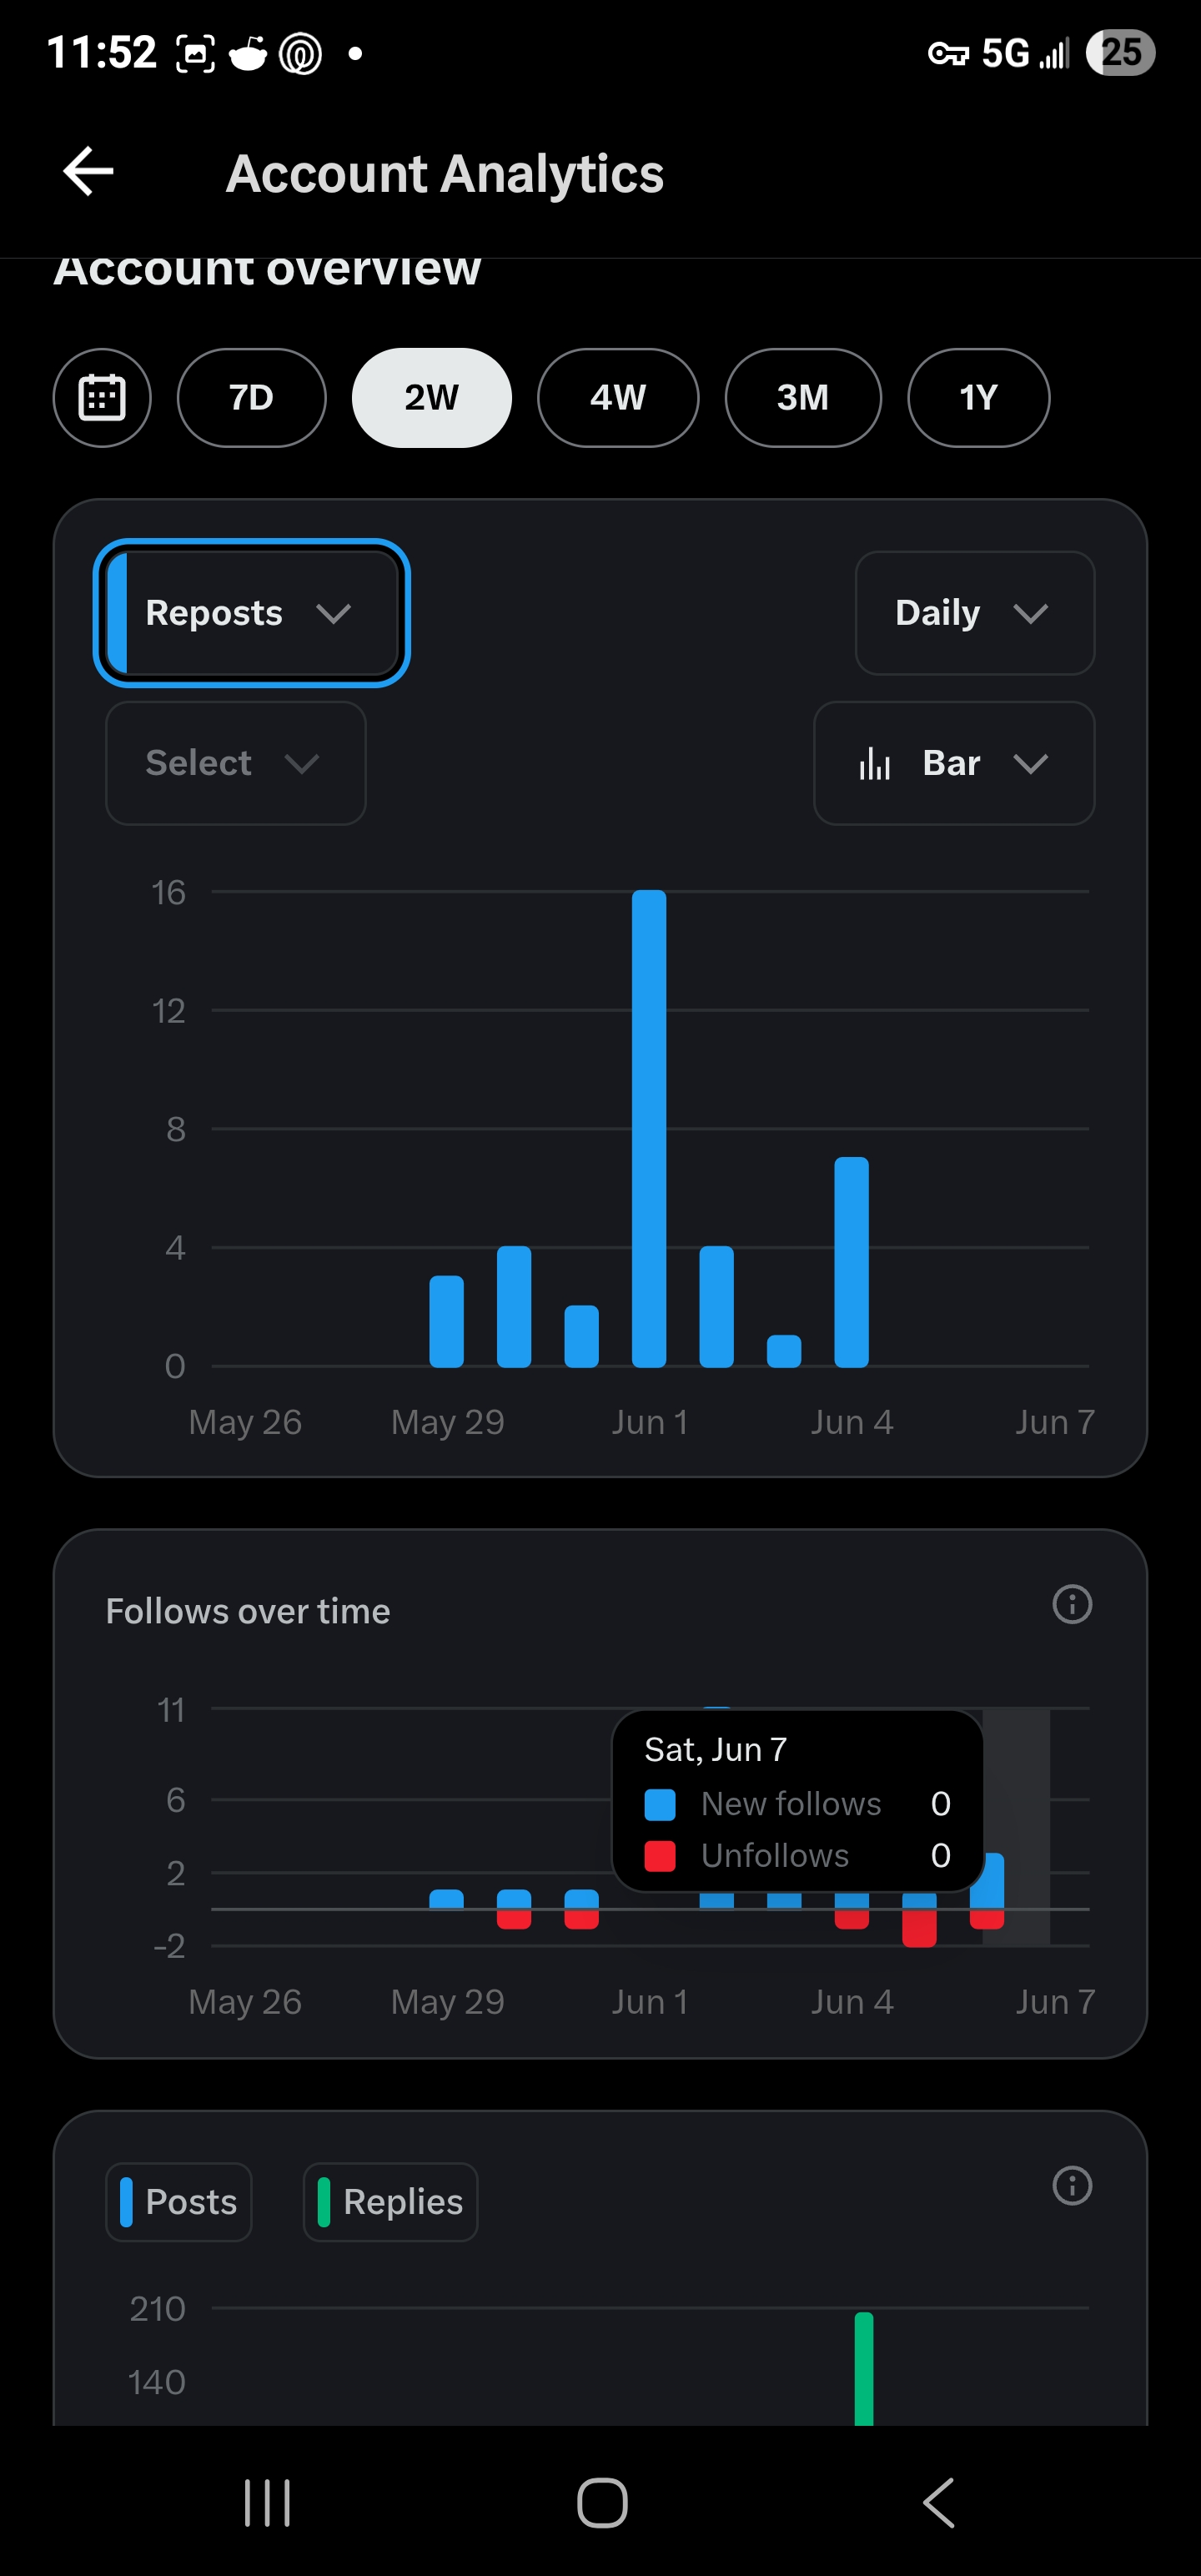 11:52 5G 25
Account Analytics
Account overview
7D 2W 4W 3M 1Y
Reposts Daily
Select Bar
16
12
8
4
0
May 26 May 29 Jun 1 Jun 4 Jun 7
Follows over time
11
Sat, Jun 7
6 New follows 0
2 Unfollows 0
-2
May 26 May 29 Jun 1 Jun 4 Jun 7
Posts Replies
210
140